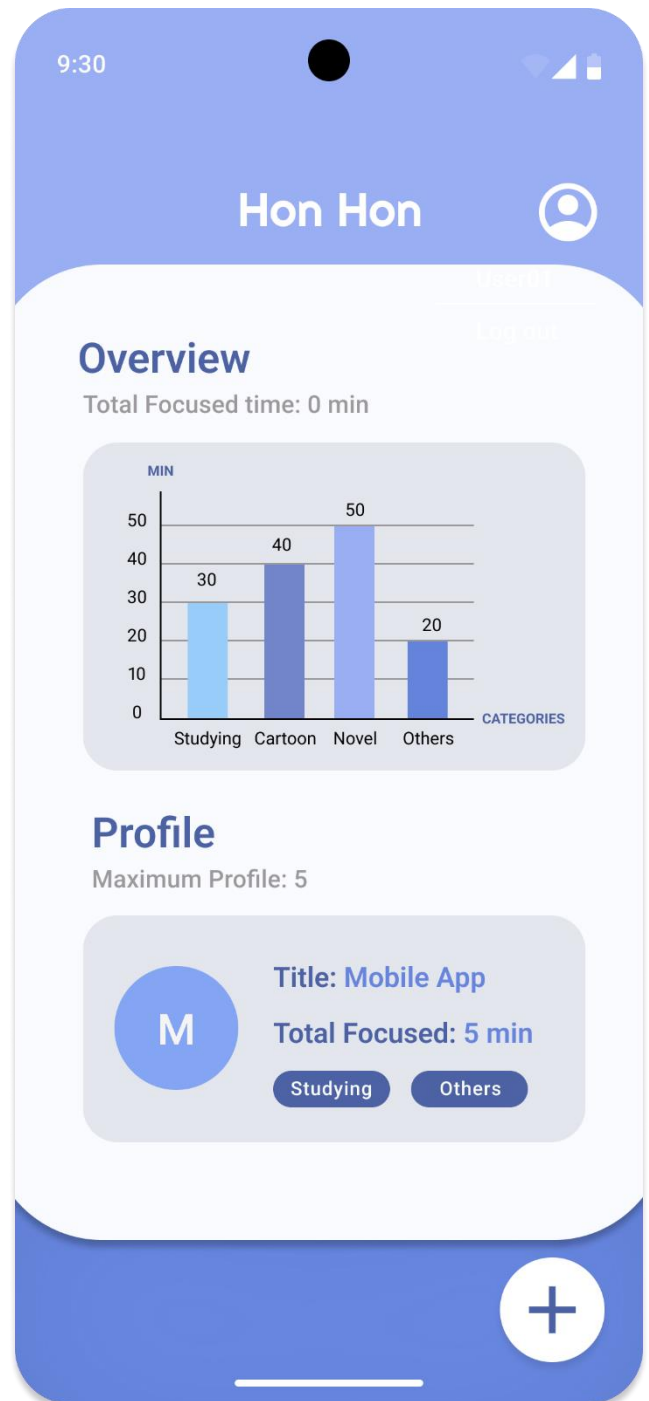 9:30
Hon Hon
Overview
Total Focused time: 0 min
MIN
50
40
30
20
10
0
30
40
50
20
Studying Cartoon Novel Others
CATEGORIES
Profile
Maximum Profile: 5
M
Title: Mobile App
Total Focused: 5 min
Studying Others